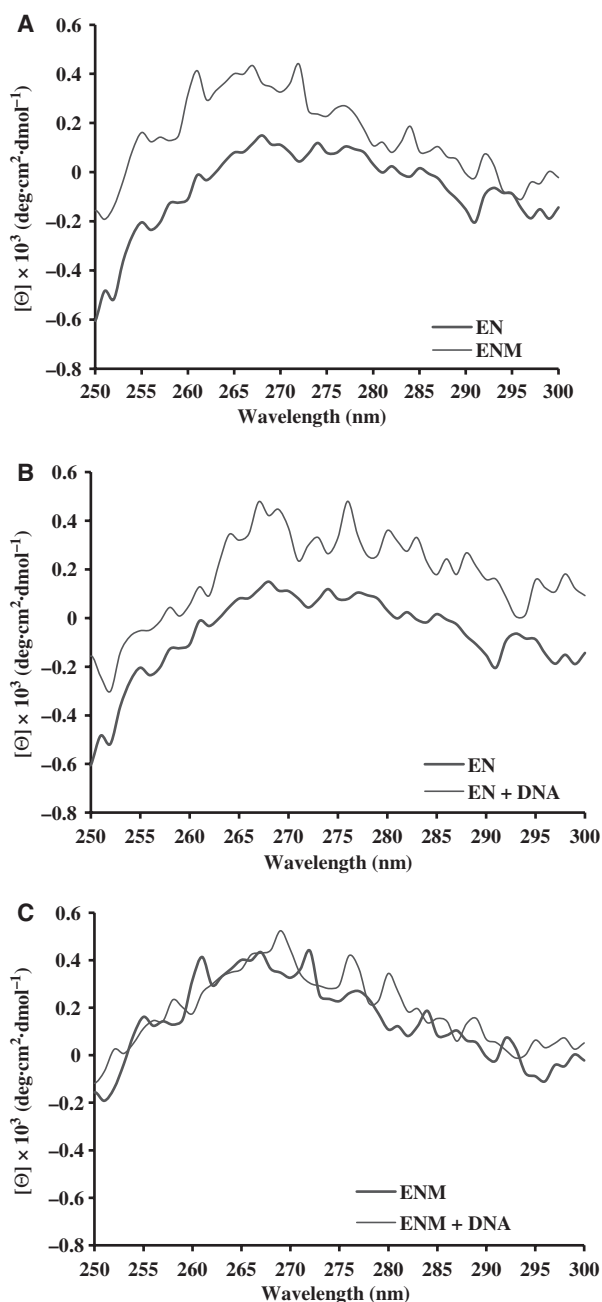 A
[Θ] × 10³ (deg·cm²·dmol⁻¹)
0.6
0.4
0.2
0
−0.2
−0.4
−0.6
−0.8
EN
ENM
250 255 260 265 270 275 280 285 290 295 300
Wavelength (nm)
B
[Θ] × 10³ (deg·cm²·dmol⁻¹)
0.6
0.4
0.2
0
−0.2
−0.4
−0.6
−0.8
EN
EN + DNA
250 255 260 265 270 275 280 285 290 295 300
Wavelength (nm)
C
[Θ] × 10³ (deg·cm²·dmol⁻¹)
0.6
0.4
0.2
0
−0.2
−0.4
−0.6
−0.8
ENM
ENM + DNA
250 255 260 265 270 275 280 285 290 295 300
Wavelength (nm)